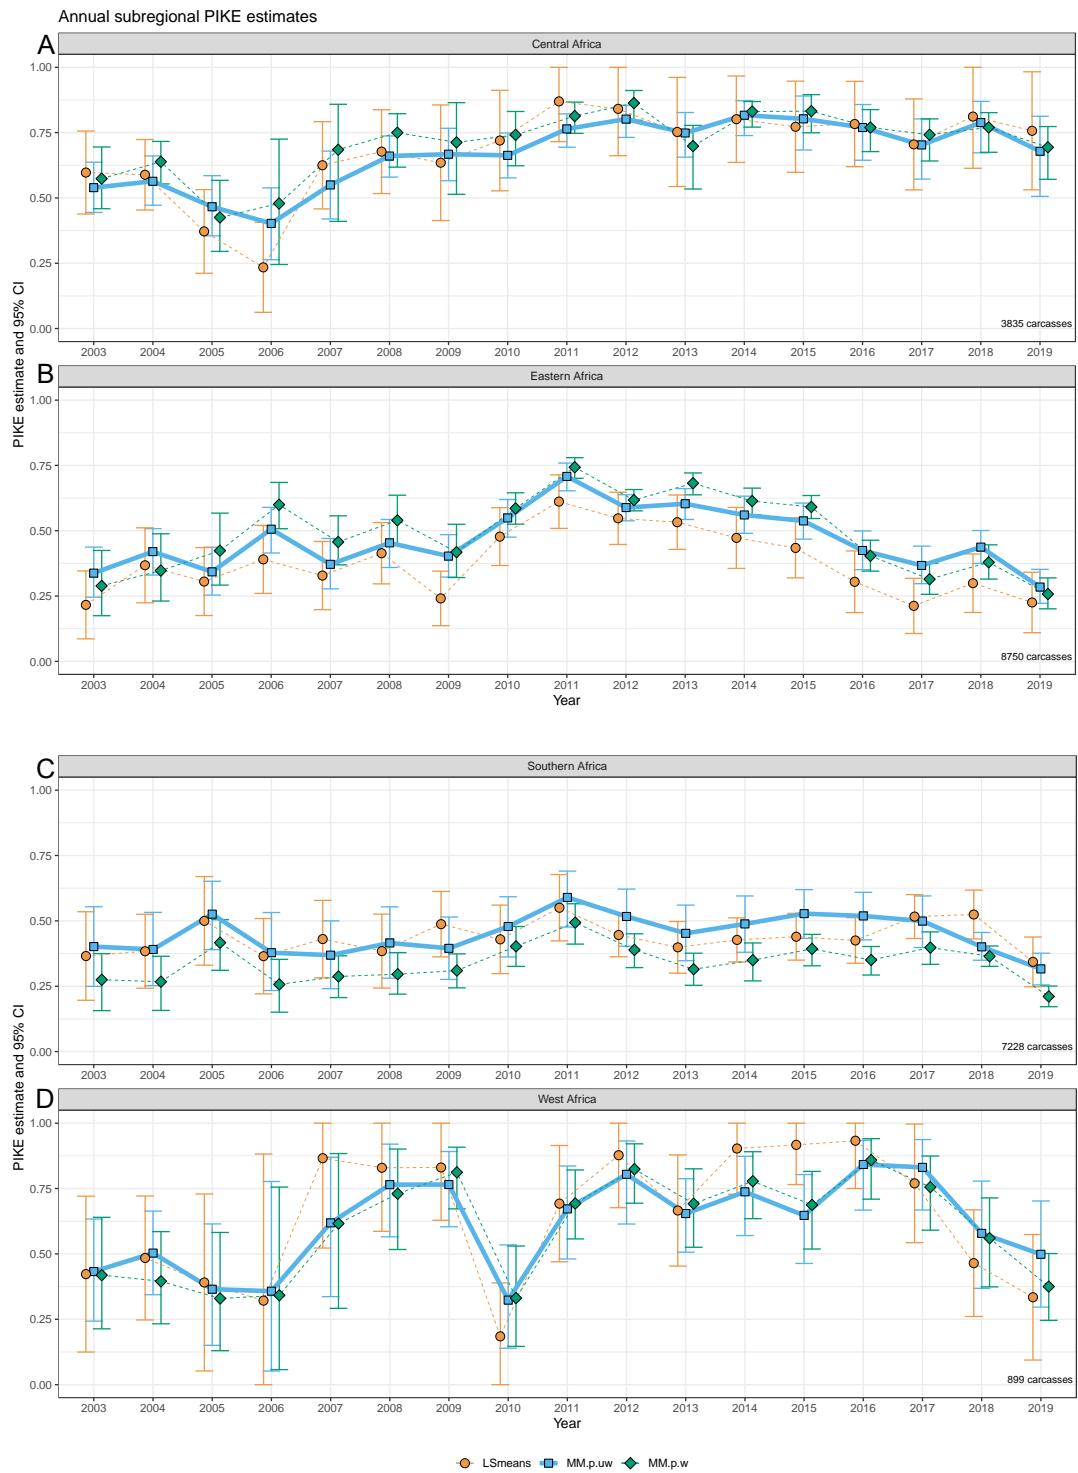 Annual subregional PIKE estimates
A
Central Africa
1.00
0.75
0.50
0.25
0.00
3835 carcasses
2003 2004 2005 2006 2007 2008 2009 2010 2011 2012 2013 2014 2015 2016 2017 2018 2019
PIKE estimate and 95% CI
B
Eastern Africa
1.00
0.75
0.50
0.25
0.00
8750 carcasses
2003 2004 2005 2006 2007 2008 2009 2010 2011 2012 2013 2014 2015 2016 2017 2018 2019
Year
C
Southern Africa
1.00
0.75
0.50
0.25
0.00
7228 carcasses
2003 2004 2005 2006 2007 2008 2009 2010 2011 2012 2013 2014 2015 2016 2017 2018 2019
PIKE estimate and 95% CI
D
West Africa
1.00
0.75
0.50
0.25
0.00
899 carcasses
2003 2004 2005 2006 2007 2008 2009 2010 2011 2012 2013 2014 2015 2016 2017 2018 2019
Year
LSmeans MM.p.uw MM.p.w